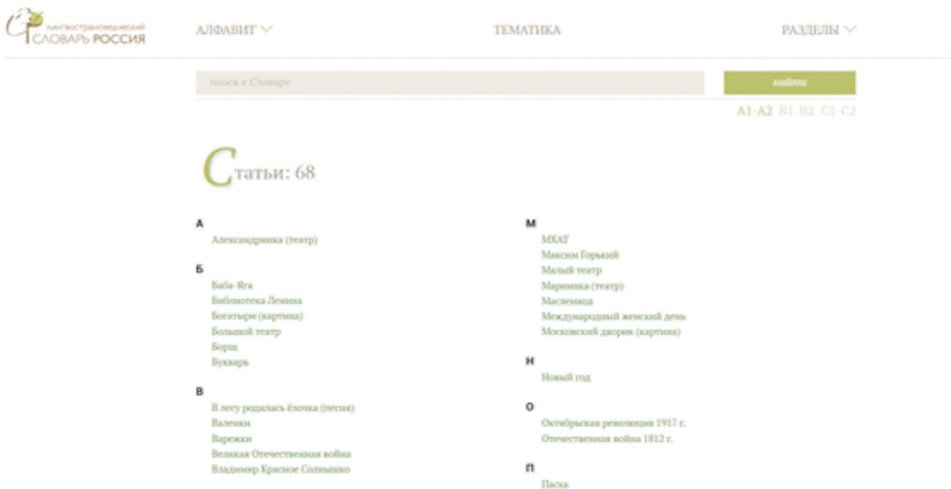 лингвострановедческий
СЛОВАРЬ РОССИЯ
АЛФАВИТ
ТЕМАТИКА
РАЗДЕЛЫ
поиск в Словаре
найти
A1-A2 B1 B2 C1-C2
Статьи: 68
А
Александринка (театр)
Б
Баба-Яга
Библиотека Ленина
Богатыри (картина)
Большой театр
Борщ
Букварь
В
В лесу родилась ёлочка (песня)
Валенки
Варежки
Великая Отечественная война
Владимир Красное Солнышко
М
МХАТ
Максим Горький
Малый театр
Мариинка (театр)
Масленица
Международный женский день
Московский дворик (картина)
Н
Новый год
О
Октябрьская революция 1917 г.
Отечественная война 1812 г.
П
Пасха